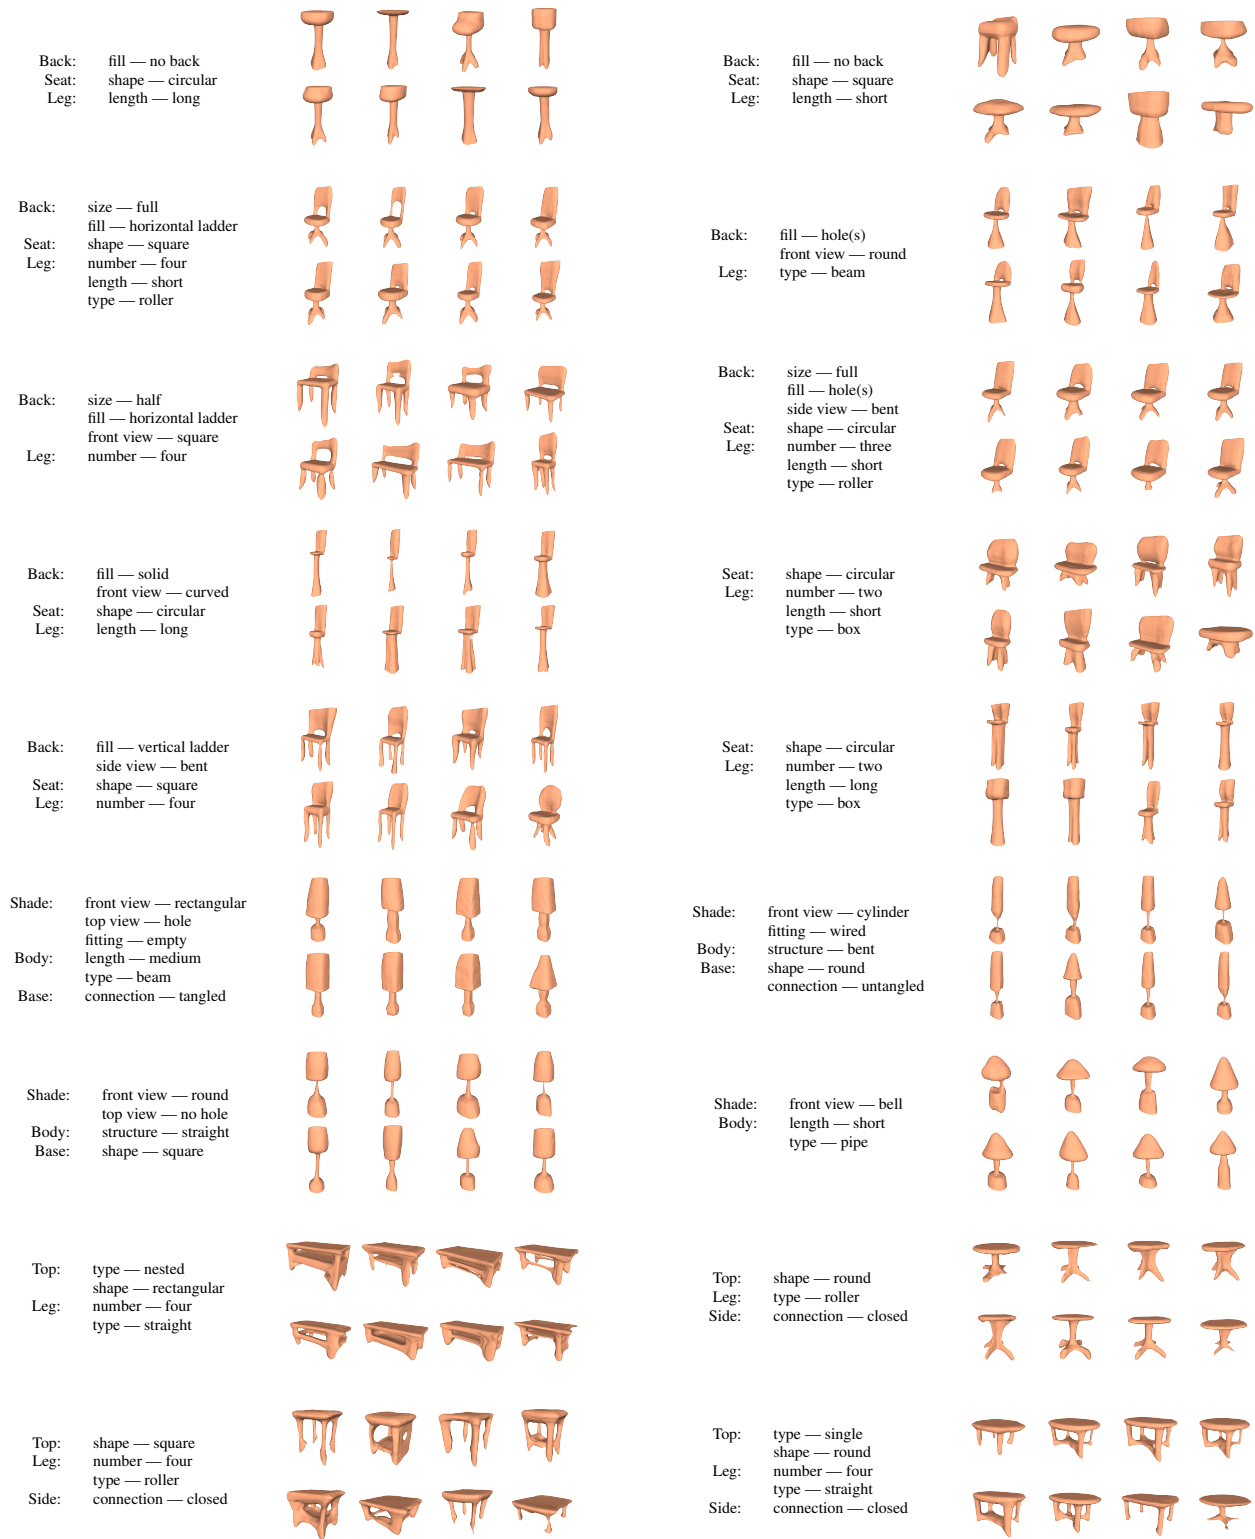 Back: fill — no back
Seat: shape — circular
Leg: length — long
Back: fill — no back
Seat: shape — square
Leg: length — short
Back: size — full
fill — horizontal ladder
Seat: shape — square
Leg: number — four
length — short
type — roller
Back: fill — hole(s)
front view — round
Leg: type — beam
Back: size — half
fill — horizontal ladder
front view — square
Leg: number — four
Back: size — full
fill — hole(s)
side view — bent
Seat: shape — circular
Leg: number — three
length — short
type — roller
Back: fill — solid
front view — curved
Seat: shape — circular
Leg: length — long
Seat: shape — circular
Leg: number — two
length — short
type — box
Back: fill — vertical ladder
side view — bent
Seat: shape — square
Leg: number — four
Seat: shape — circular
Leg: number — two
length — long
type — box
Shade: front view — rectangular
top view — hole
fitting — empty
Body: length — medium
type — beam
Base: connection — tangled
Shade: front view — cylinder
fitting — wired
Body: structure — bent
Base: shape — round
connection — untangled
Shade: front view — round
top view — no hole
Body: structure — straight
Base: shape — square
Shade: front view — bell
Body: length — short
type — pipe
Top: type — nested
shape — rectangular
Leg: number — four
type — straight
Top: shape — round
Leg: type — roller
Side: connection — closed
Top: shape — square
Leg: number — four
type — roller
Side: connection — closed
Top: type — single
shape — round
Leg: number — four
type — straight
Side: connection — closed